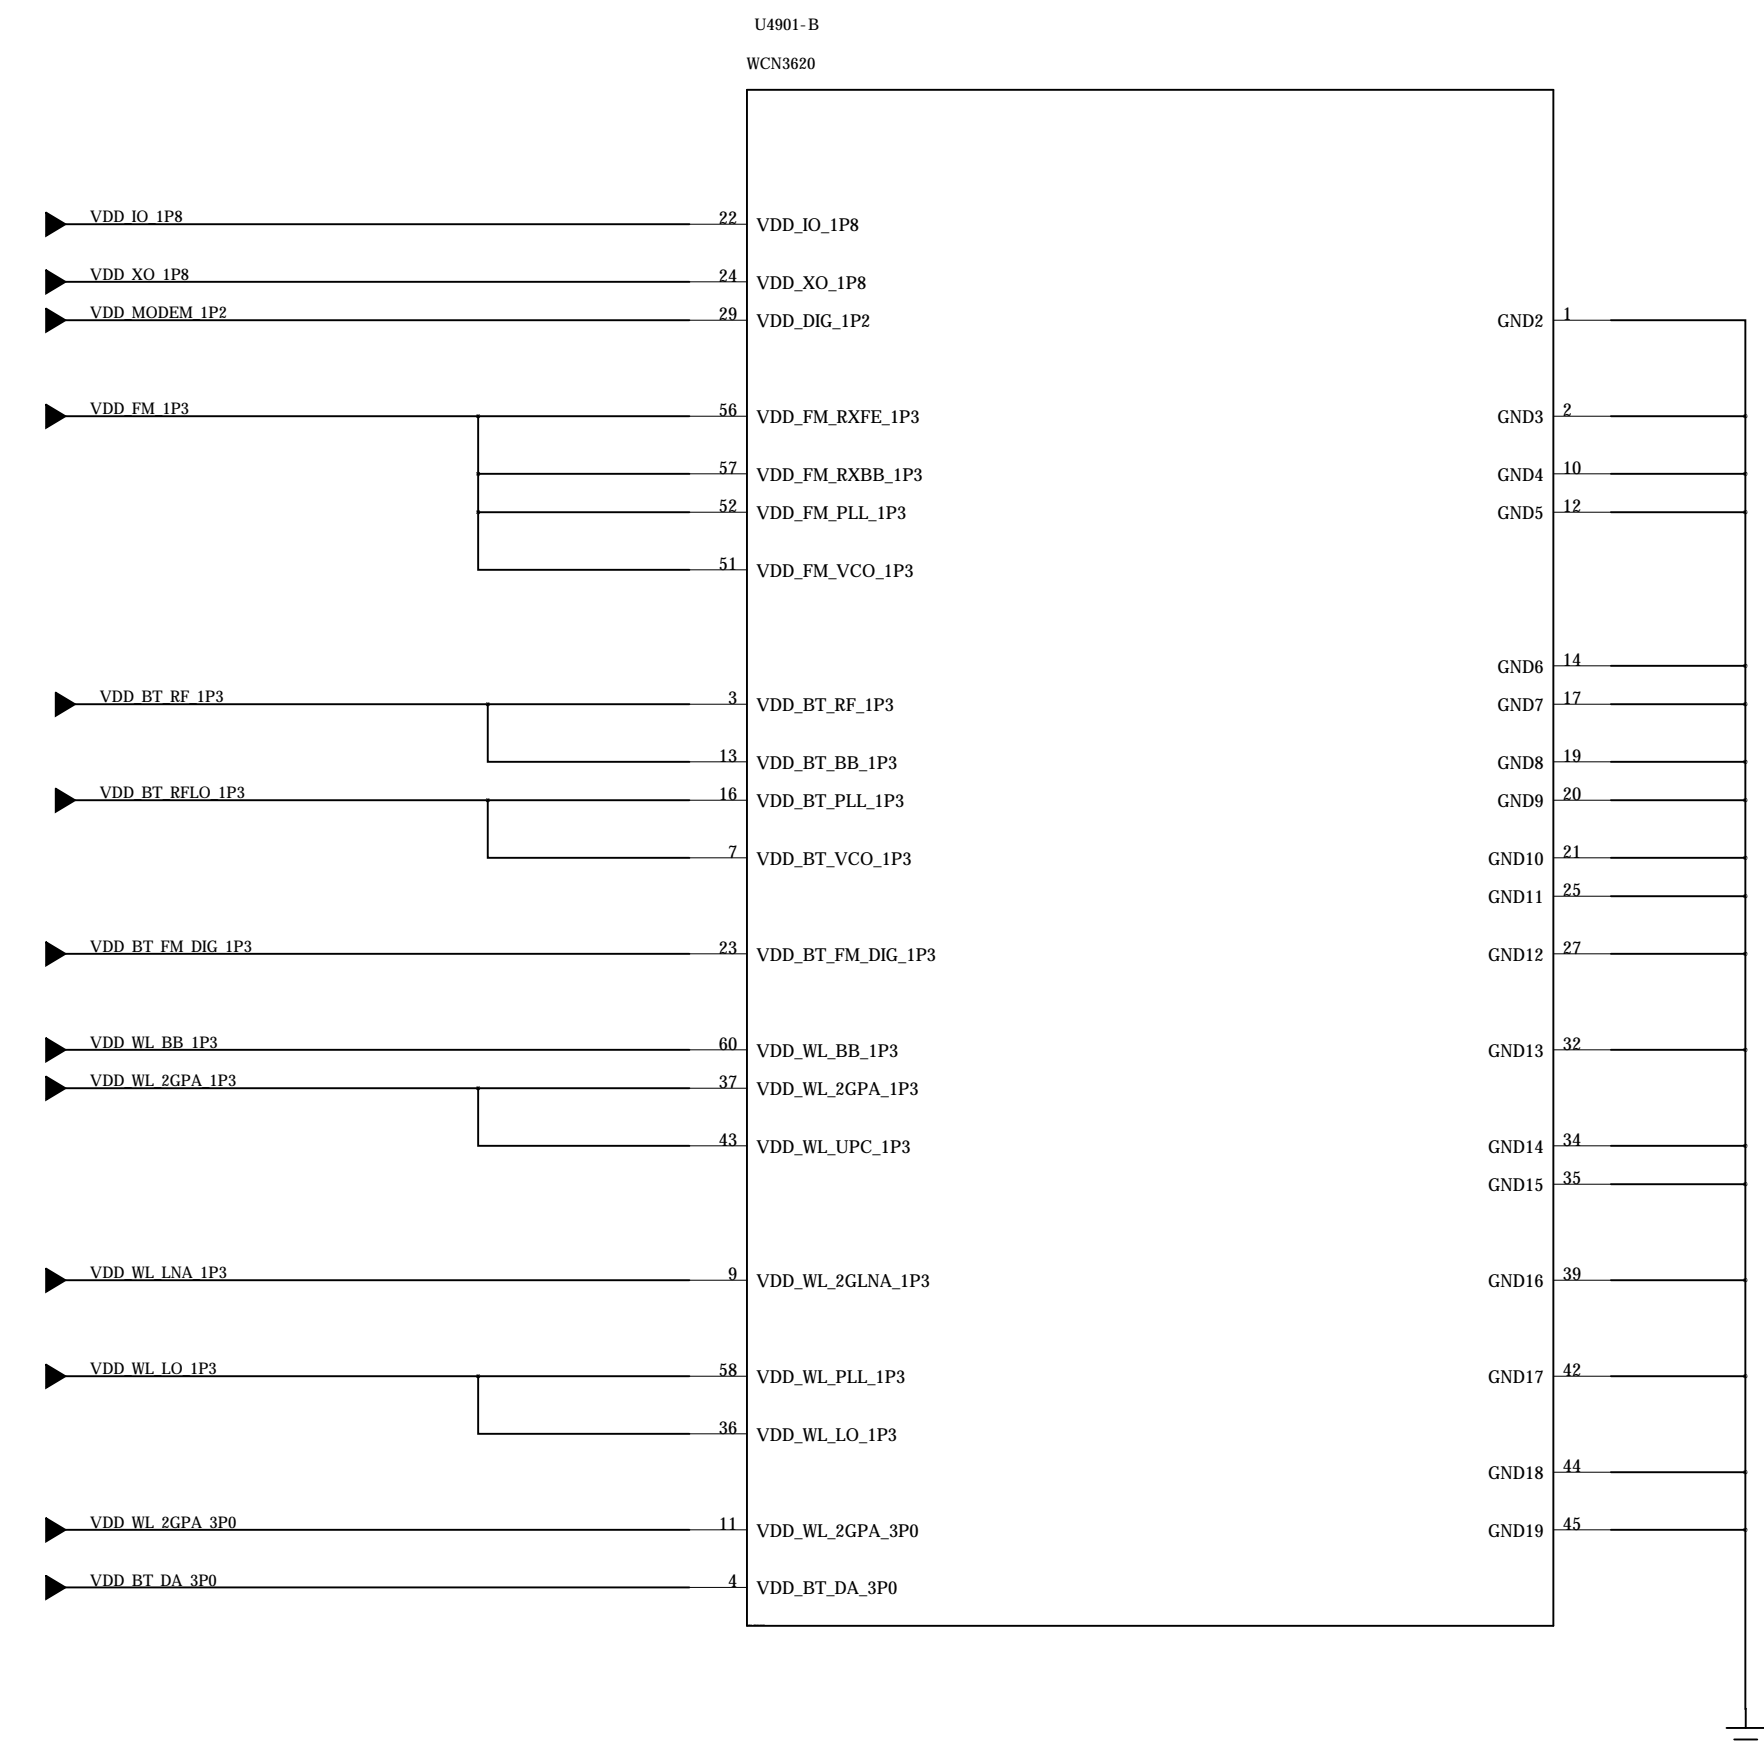 U4901-B
WCN3620
VDD_IO_1P8 22 VDD_IO_1P8
VDD_XO_1P8 24 VDD_XO_1P8
VDD_MODEM_1P2 29 VDD_DIG_1P2 GND2 1
VDD_FM_1P3 56 VDD_FM_RXFE_1P3 GND3 2
57 VDD_FM_RXBB_1P3 GND4 10
52 VDD_FM_PLL_1P3 GND5 12
51 VDD_FM_VCO_1P3
GND6 14
VDD_BT_RF_1P3 3 VDD_BT_RF_1P3 GND7 17
13 VDD_BT_BB_1P3 GND8 19
VDD_BT_RFLO_1P3 16 VDD_BT_PLL_1P3 GND9 20
7 VDD_BT_VCO_1P3 GND10 21
GND11 25
VDD_BT_FM_DIG_1P3 23 VDD_BT_FM_DIG_1P3 GND12 27
VDD_WL_BB_1P3 60 VDD_WL_BB_1P3 GND13 32
VDD_WL_2GPA_1P3 37 VDD_WL_2GPA_1P3
43 VDD_WL_UPC_1P3 GND14 34
GND15 35
VDD_WL_LNA_1P3 9 VDD_WL_2GLNA_1P3 GND16 39
VDD_WL_LO_1P3 58 VDD_WL_PLL_1P3 GND17 42
36 VDD_WL_LO_1P3
GND18 44
VDD_WL_2GPA_3P0 11 VDD_WL_2GPA_3P0 GND19 45
VDD_BT_DA_3P0 4 VDD_BT_DA_3P0